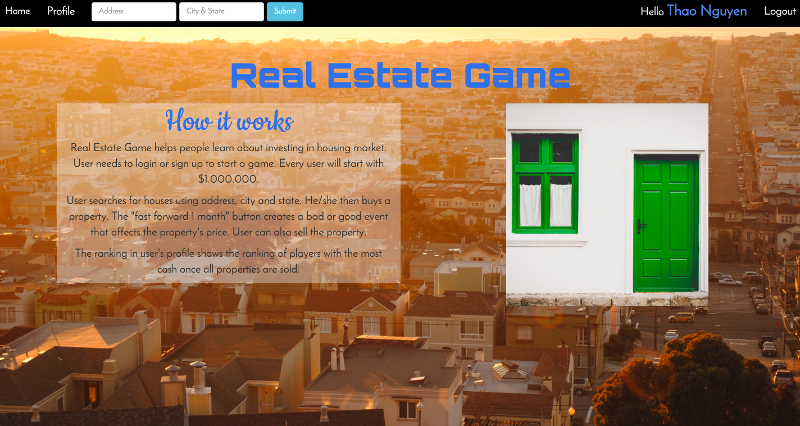 Home Profile Address City & State Submit Hello Thao Nguyen Logout
Real Estate Game
How it works
Real Estate Game helps people learn about investing in housing market.
User needs to login or sign up to start a game. Every user will start with
$1,000,000.
User searches for houses using address, city and state. He/she then buys a
property. The "fast forward 1 month" button creates a bad or good event
that affects the property's price. User can also sell the property.
The ranking in user's profile shows the ranking of players with the most
cash once all properties are sold.